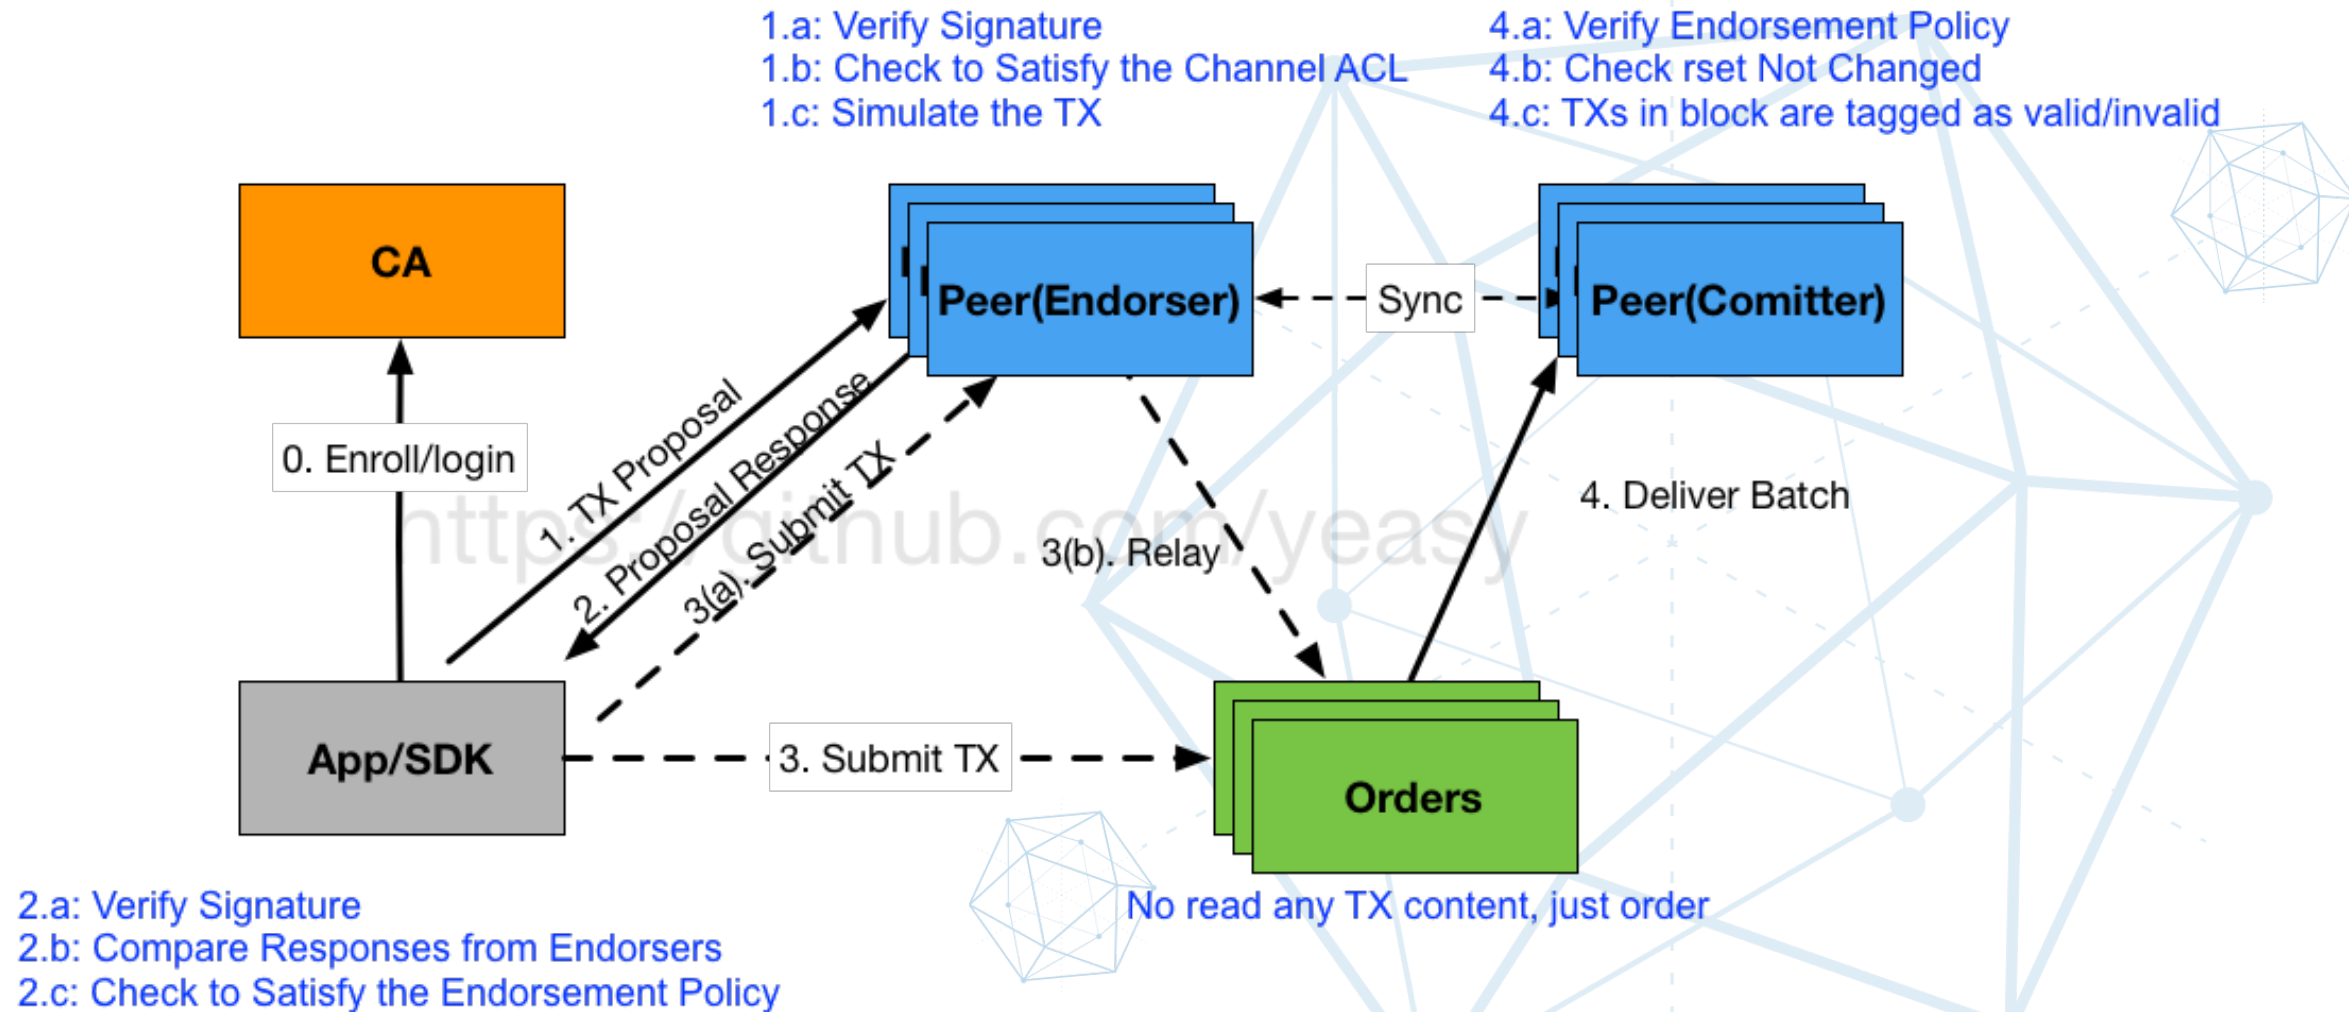 1.a: Verify Signature
1.b: Check to Satisfy the Channel ACL
1.c: Simulate the TX
4.a: Verify Endorsement Policy
4.b: Check rset Not Changed
4.c: TXs in block are tagged as valid/invalid
CA
Peer(Endorser)
Sync
Peer(Comitter)
0. Enroll/login
1. TX Proposal
2. Proposal Response
3(a). Submit TX
3(b). Relay
4. Deliver Batch
https://github.com/yeasy
App/SDK
3. Submit TX
Orders
No read any TX content, just order
2.a: Verify Signature
2.b: Compare Responses from Endorsers
2.c: Check to Satisfy the Endorsement Policy